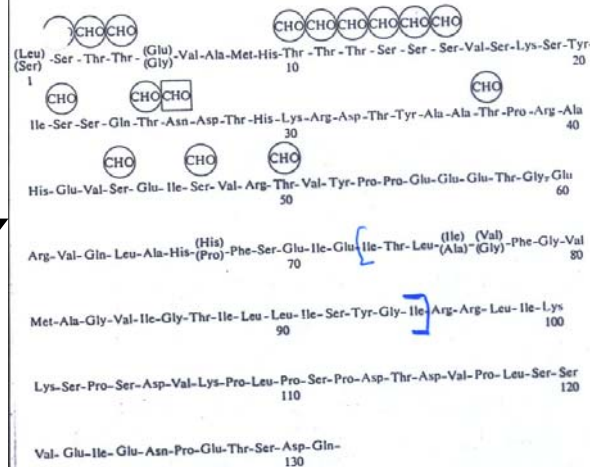 CHO CHO CHO CHO CHO CHO CHO CHO
(Leu) (Glu)
(Ser) -Ser - Thr-Thr- (Gly)-Val-Ala-Met-His-Thr -Thr - Thr- Ser - Ser - Ser -Val-Ser-Lys-Ser-Tyr-
1 10 20
CHO CHO CHO CHO
Ile -Ser -Ser -Gln -Thr -Asn-Asp-Thr-His-Lys-Arg-Asp-Thr-Tyr-Ala-Ala-Thr-Pro-Arg-Ala
30 40
CHO CHO CHO
His-Glu-Val-Ser-Glu-Ile-Ser-Val-Arg-Thr-Val-Tyr-Pro-Pro-Glu-Glu-Glu-Thr-Gly-Glu
50 60
(His) (Ile) (Val)
Arg-Val-Gln-Leu-Ala-His-(Pro)-Phe-Ser-Glu-Ile-Glu-[Ile-Thr-Leu-(Ala)-(Gly)-Phe-Gly-Val
70 80
Met-Ala-Gly-Val-Ile-Gly-Thr-Ile-Leu-Leu-Ile-Ser-Tyr-Gly-Ile]-Arg-Arg-Leu-Ile-Lys
90 100
Lys-Ser-Pro-Ser-Asp-Val-Lys-Pro-Leu-Pro-Ser-Pro-Asp-Thr-Asp-Val-Pro-Leu-Ser-Ser
110 120
Val-Glu-Ile-Glu-Asn-Pro-Glu-Thr-Ser-Asp-Gln-
130